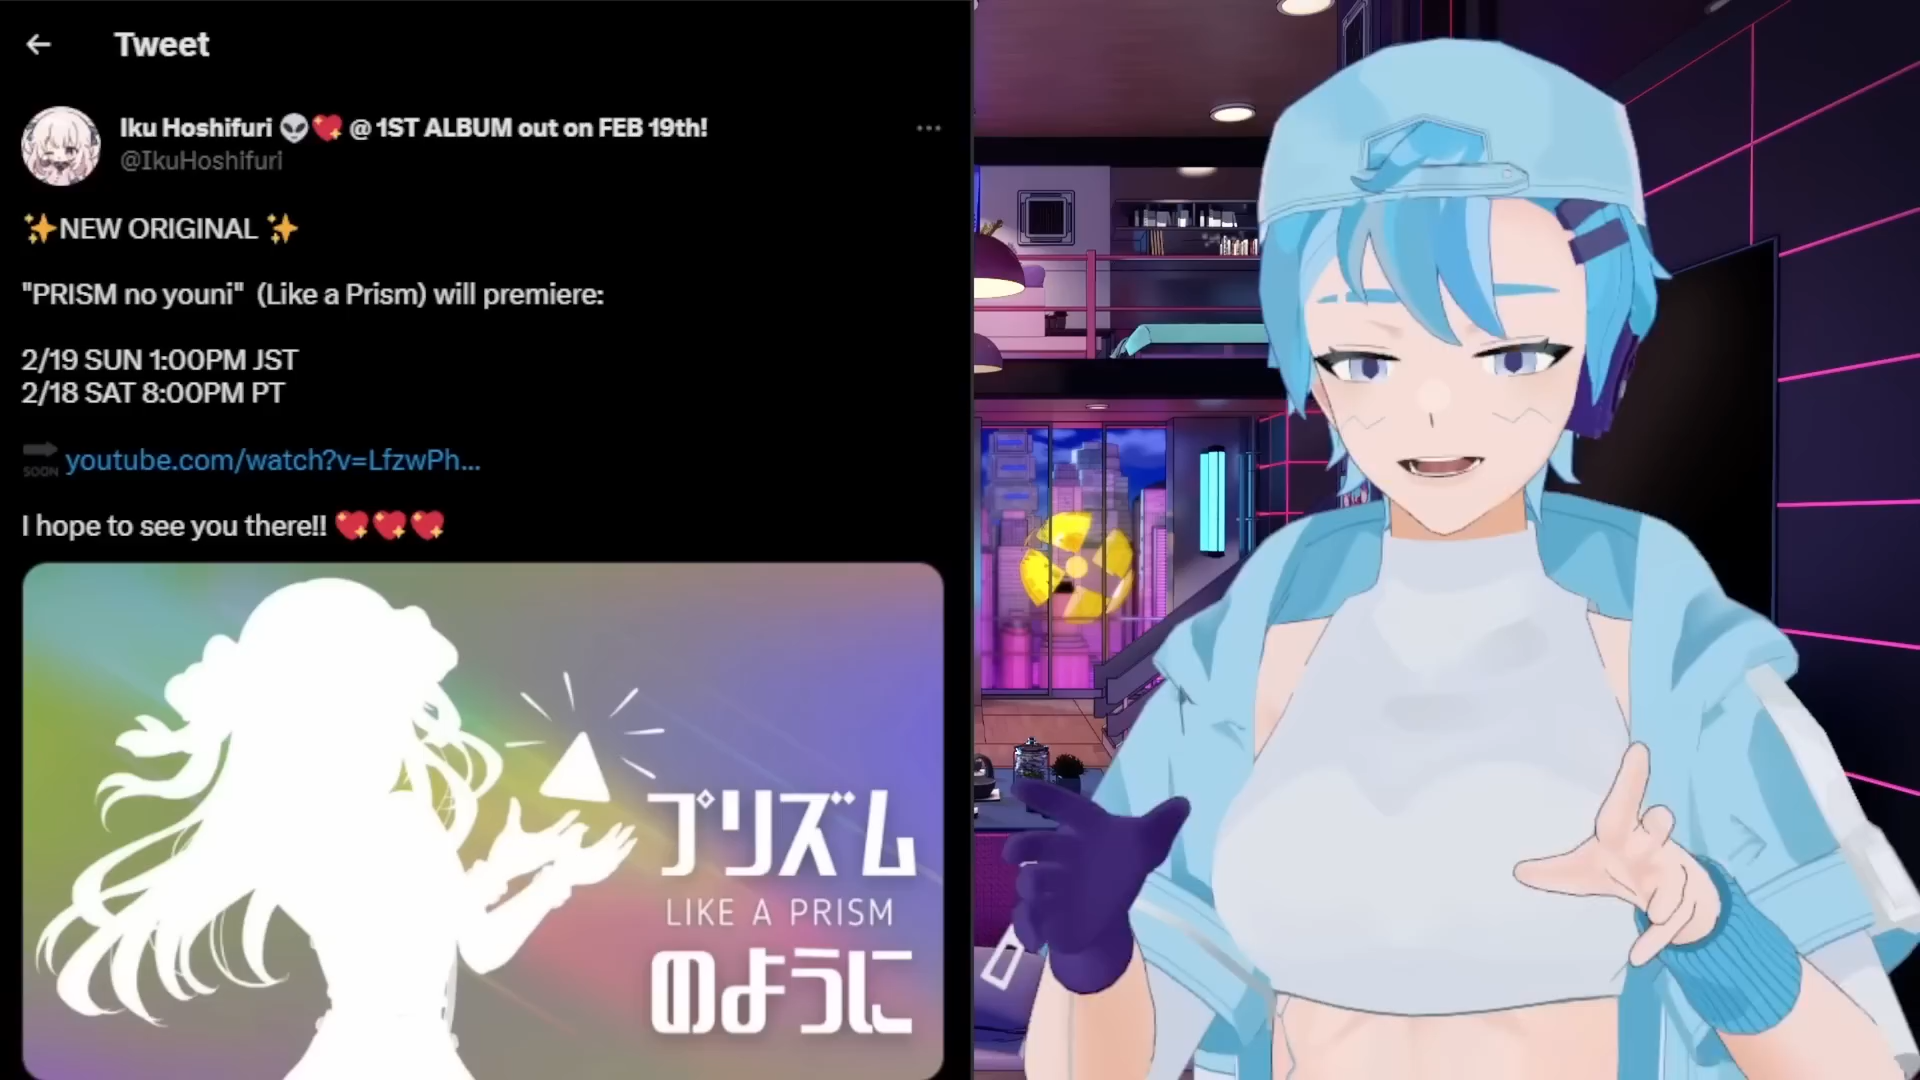 Tweet
Iku Hoshifuri 👽💖 @ 1ST ALBUM out on FEB 19th!
@IkuHoshifuri
✨NEW ORIGINAL ✨
"PRISM no youni" (Like a Prism) will premiere:
2/19 SUN 1:00PM JST
2/18 SAT 8:00PM PT
🔜 youtube.com/watch?v=LfzwPh...
I hope to see you there!! 💖💖💖
プリズム
LIKE A PRISM
のように